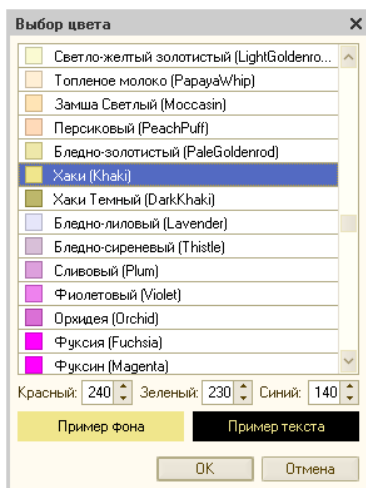 Выбор цвета
Светло-желтый золотистый (LightGoldenro...
Топленое молоко (PapayaWhip)
Замша Светлый (Moccasin)
Персиковый (PeachPuff)
Бледно-золотистый (PaleGoldenrod)
Хаки (Khaki)
Хаки Темный (DarkKhaki)
Бледно-лиловый (Lavender)
Бледно-сиреневый (Thistle)
Сливовый (Plum)
Фиолетовый (Violet)
Орхидея (Orchid)
Фуксия (Fuchsia)
Фуксин (Magenta)
Красный: 240 Зеленый: 230 Синий: 140
Пример фона Пример текста
OK Отмена